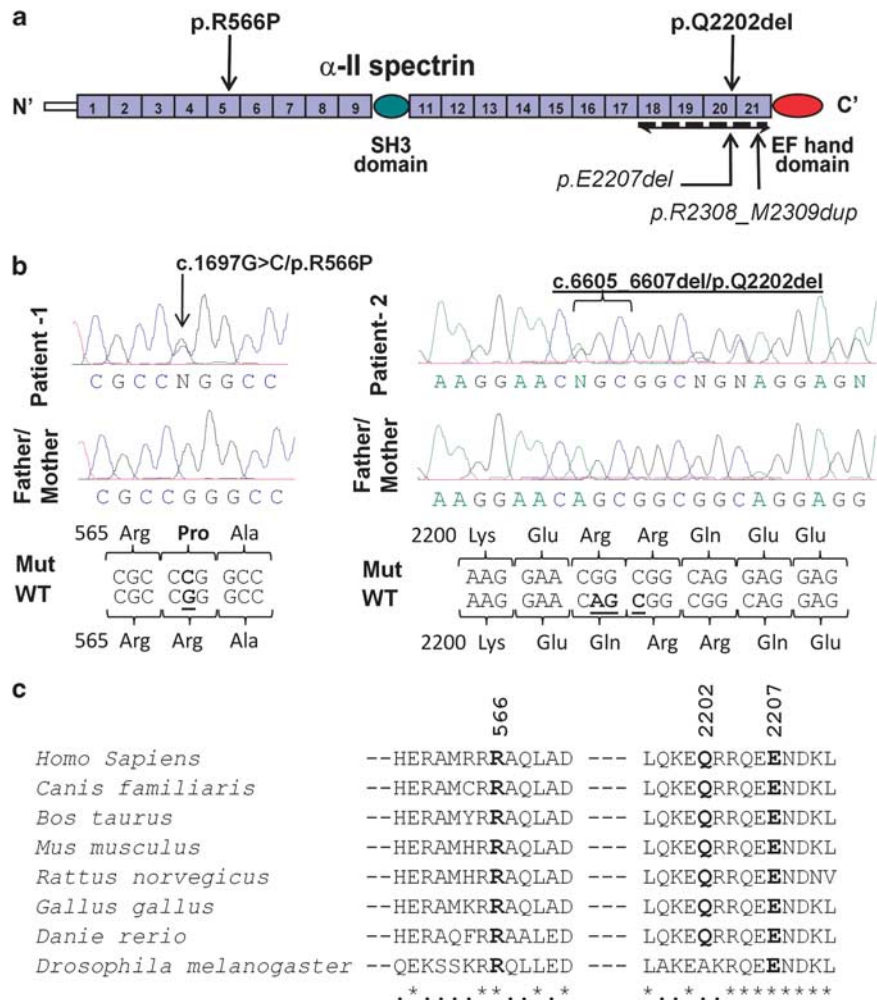 a
p.R566P
p.Q2202del
α-II spectrin
N’ 1 2 3 4 5 6 7 8 9 11 12 13 14 15 16 17 18 19 20 21 C’
SH3 domain
EF hand domain
p.E2207del
p.R2308_M2309dup
b
c.1697G>C/p.R566P
Patient -1
C G C C N G G C C
Father/ Mother
C G C C G G G C C
565 Arg Pro Ala
Mut CGC CCG GCC
WT CGC CGG GCC
565 Arg Arg Ala
c.6605_6607del/p.Q2202del
Patient- 2
A A G G A A C N G C G G C N G N A G G A G N
Father/ Mother
A A G G A A C A G C G G C G G C A G G A G G
2200 Lys Glu Arg Arg Gln Glu Glu
Mut AAG GAA CGG CGG CAG GAG GAG
WT AAG GAA CAG CGG CGG CAG GAG
2200 Lys Glu Gln Arg Arg Gln Glu
c
566 2202 2207
Homo Sapiens --HERAMRRRAQLAD --- LQKEQRRQEENDKL
Canis familiaris --HERAMCRRAQLAD --- LQKEQRRQEENDKL
Bos taurus --HERAMYRRAQLAD --- LQKEQRRQEENDKL
Mus musculus --HERAMRRRAQLAD --- LQKEQRRQEENDKL
Rattus norvegicus --HERAMHRRAQLAD --- LQKEQRRQEENDNV
Gallus gallus --HERAMKRRAQLAD --- LQKEQRRQEENDKL
Danie rerio --HERAQFRRAALED --- LQKEQRRQEENDKL
Drosophila melanogaster --QEKSSKRRQLLED --- LAKEAKRQEENDKL
.*....**..*.* *..*..********